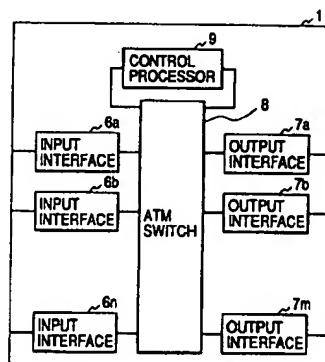 1
9
CONTROL
PROCESSOR
8
6a
INPUT
INTERFACE
7a
OUTPUT
INTERFACE
6b
INPUT
INTERFACE
7b
OUTPUT
INTERFACE
ATM
SWITCH
6n
INPUT
INTERFACE
7m
OUTPUT
INTERFACE